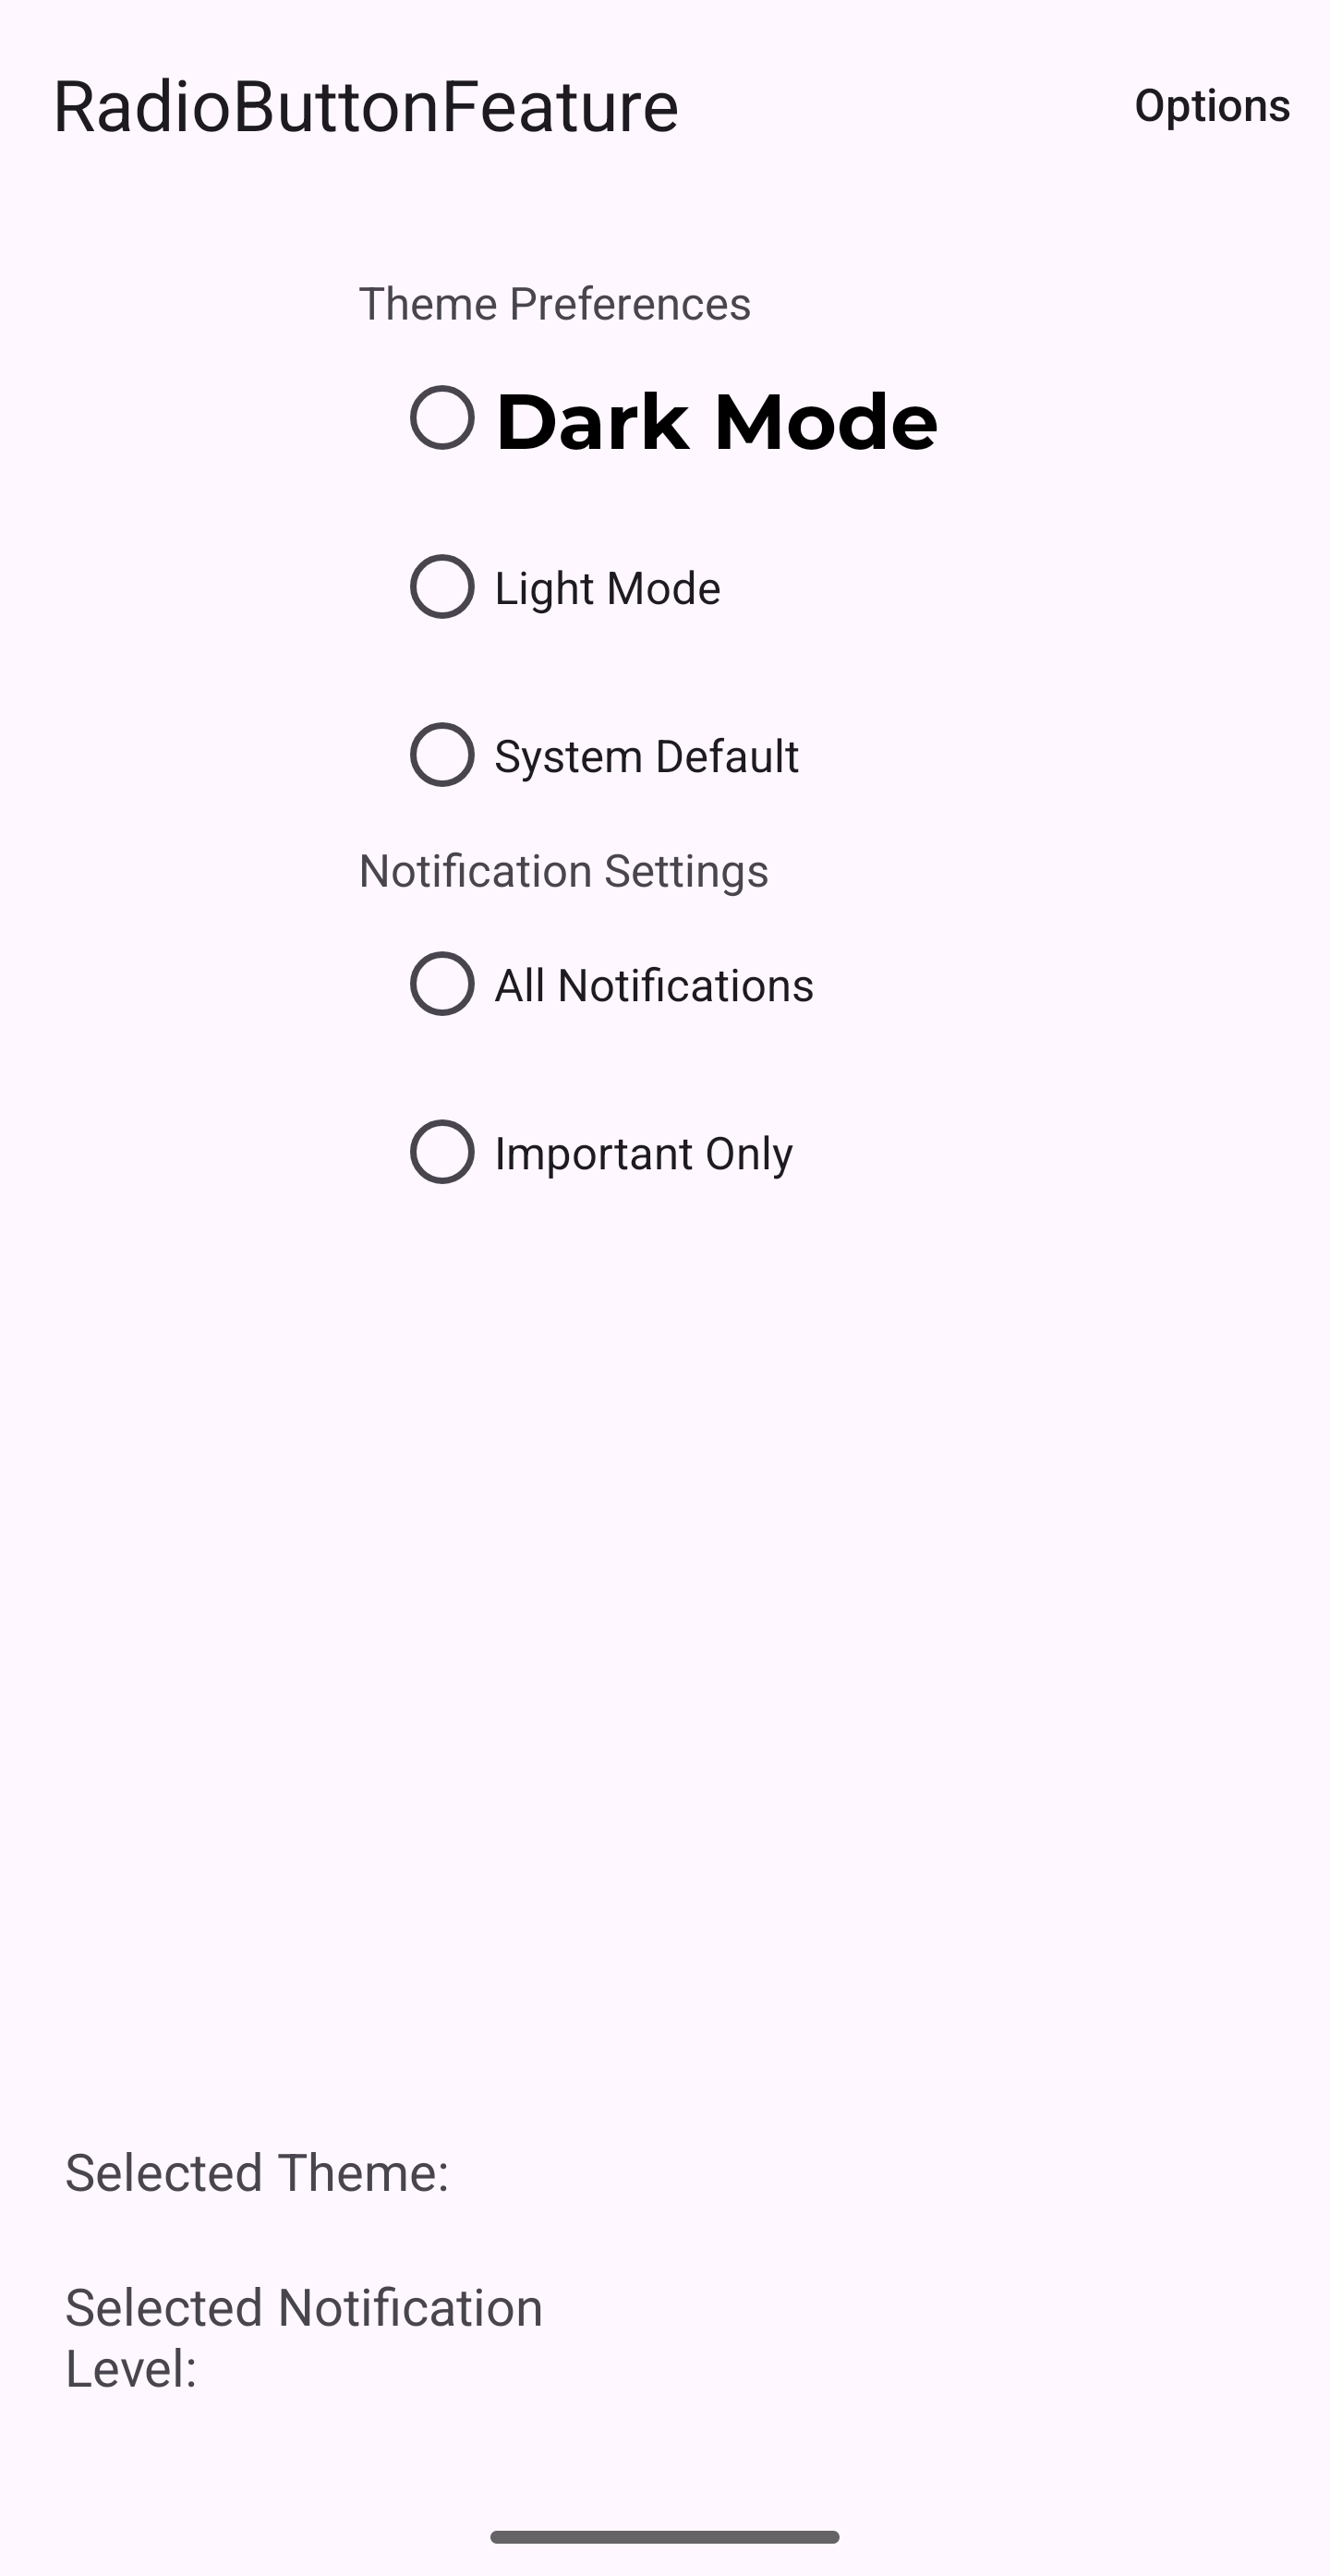 RadioButtonFeature
Options
Theme Preferences
Dark Mode
Light Mode
System Default
Notification Settings
All Notifications
Important Only
Selected Theme:
Selected Notification
Level: